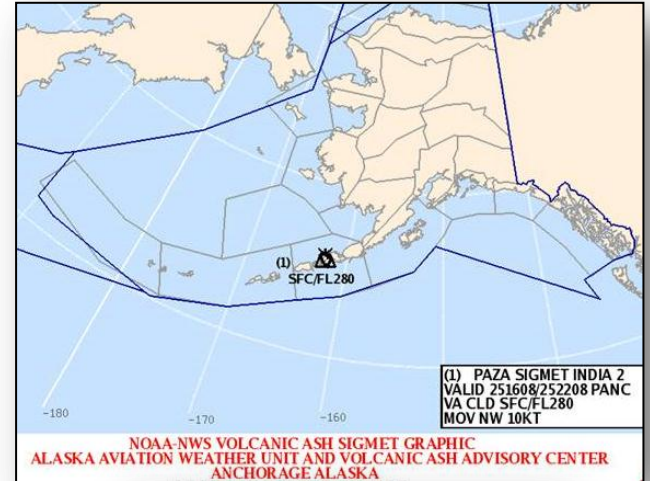 (1)
SFC/FL280
(1) PAZA SIGMET INDIA 2
VALID 251608/252208 PANC
VA CLD SFC/FL280
MOV NW 10KT
-180
-170
-160
NOAA-NWS VOLCANIC ASH SIGMET GRAPHIC
ALASKA AVIATION WEATHER UNIT AND VOLCANIC ASH ADVISORY CENTER
ANCHORAGE ALASKA